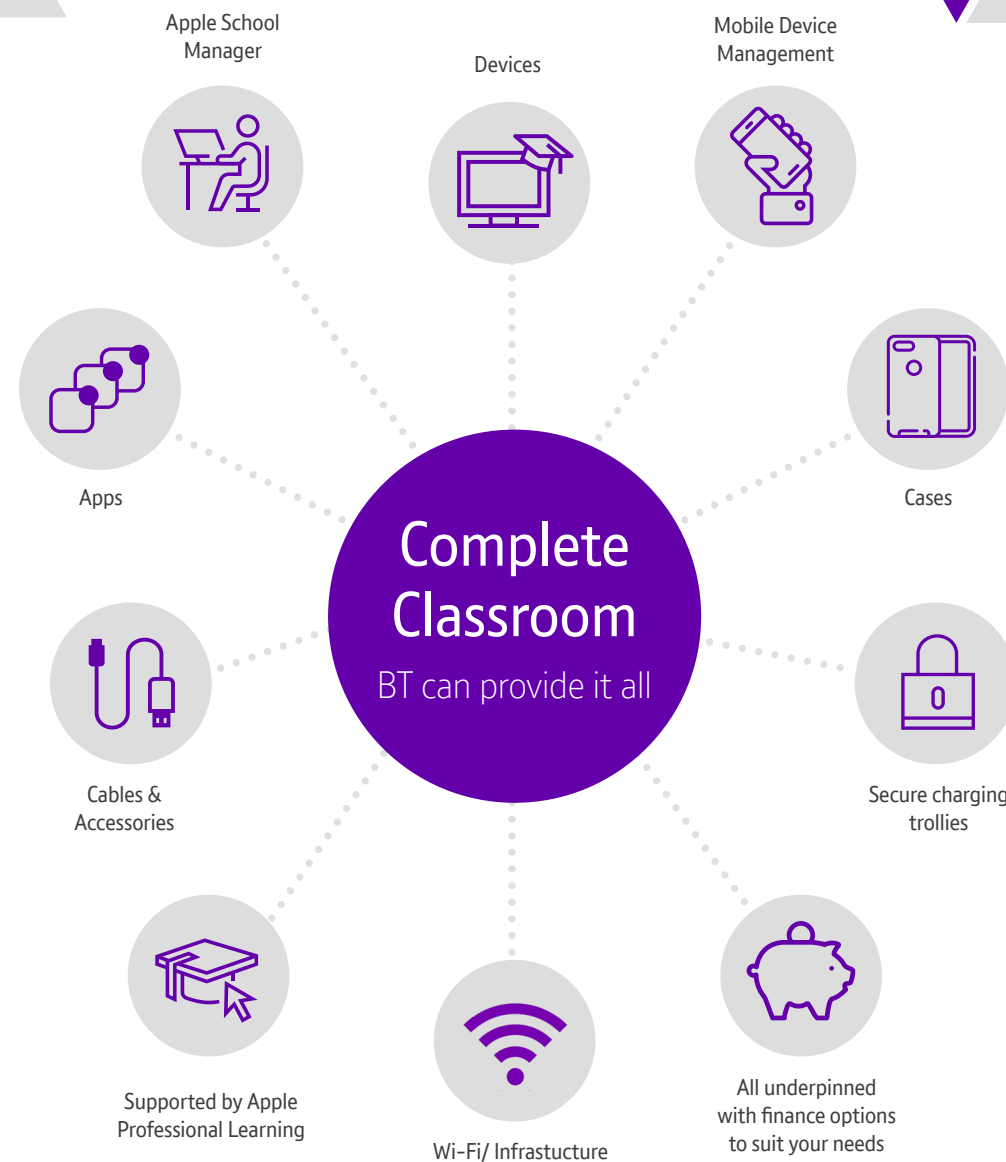 Apple School
Manager
Devices
Mobile Device
Management
Apps
Cases
Complete
Classroom
BT can provide it all
Cables &
Accessories
Secure charging
trollies
Supported by Apple
Professional Learning
Wi-Fi/ Infrastucture
All underpinned
with finance options
to suit your needs